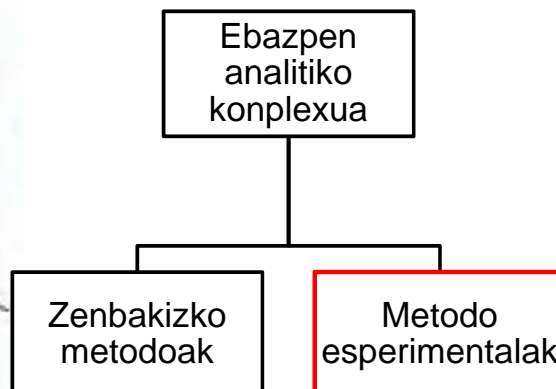 Ebazpen
analitiko
konplexua
Zenbakizko
metodoak
Metodo
esperimentalak